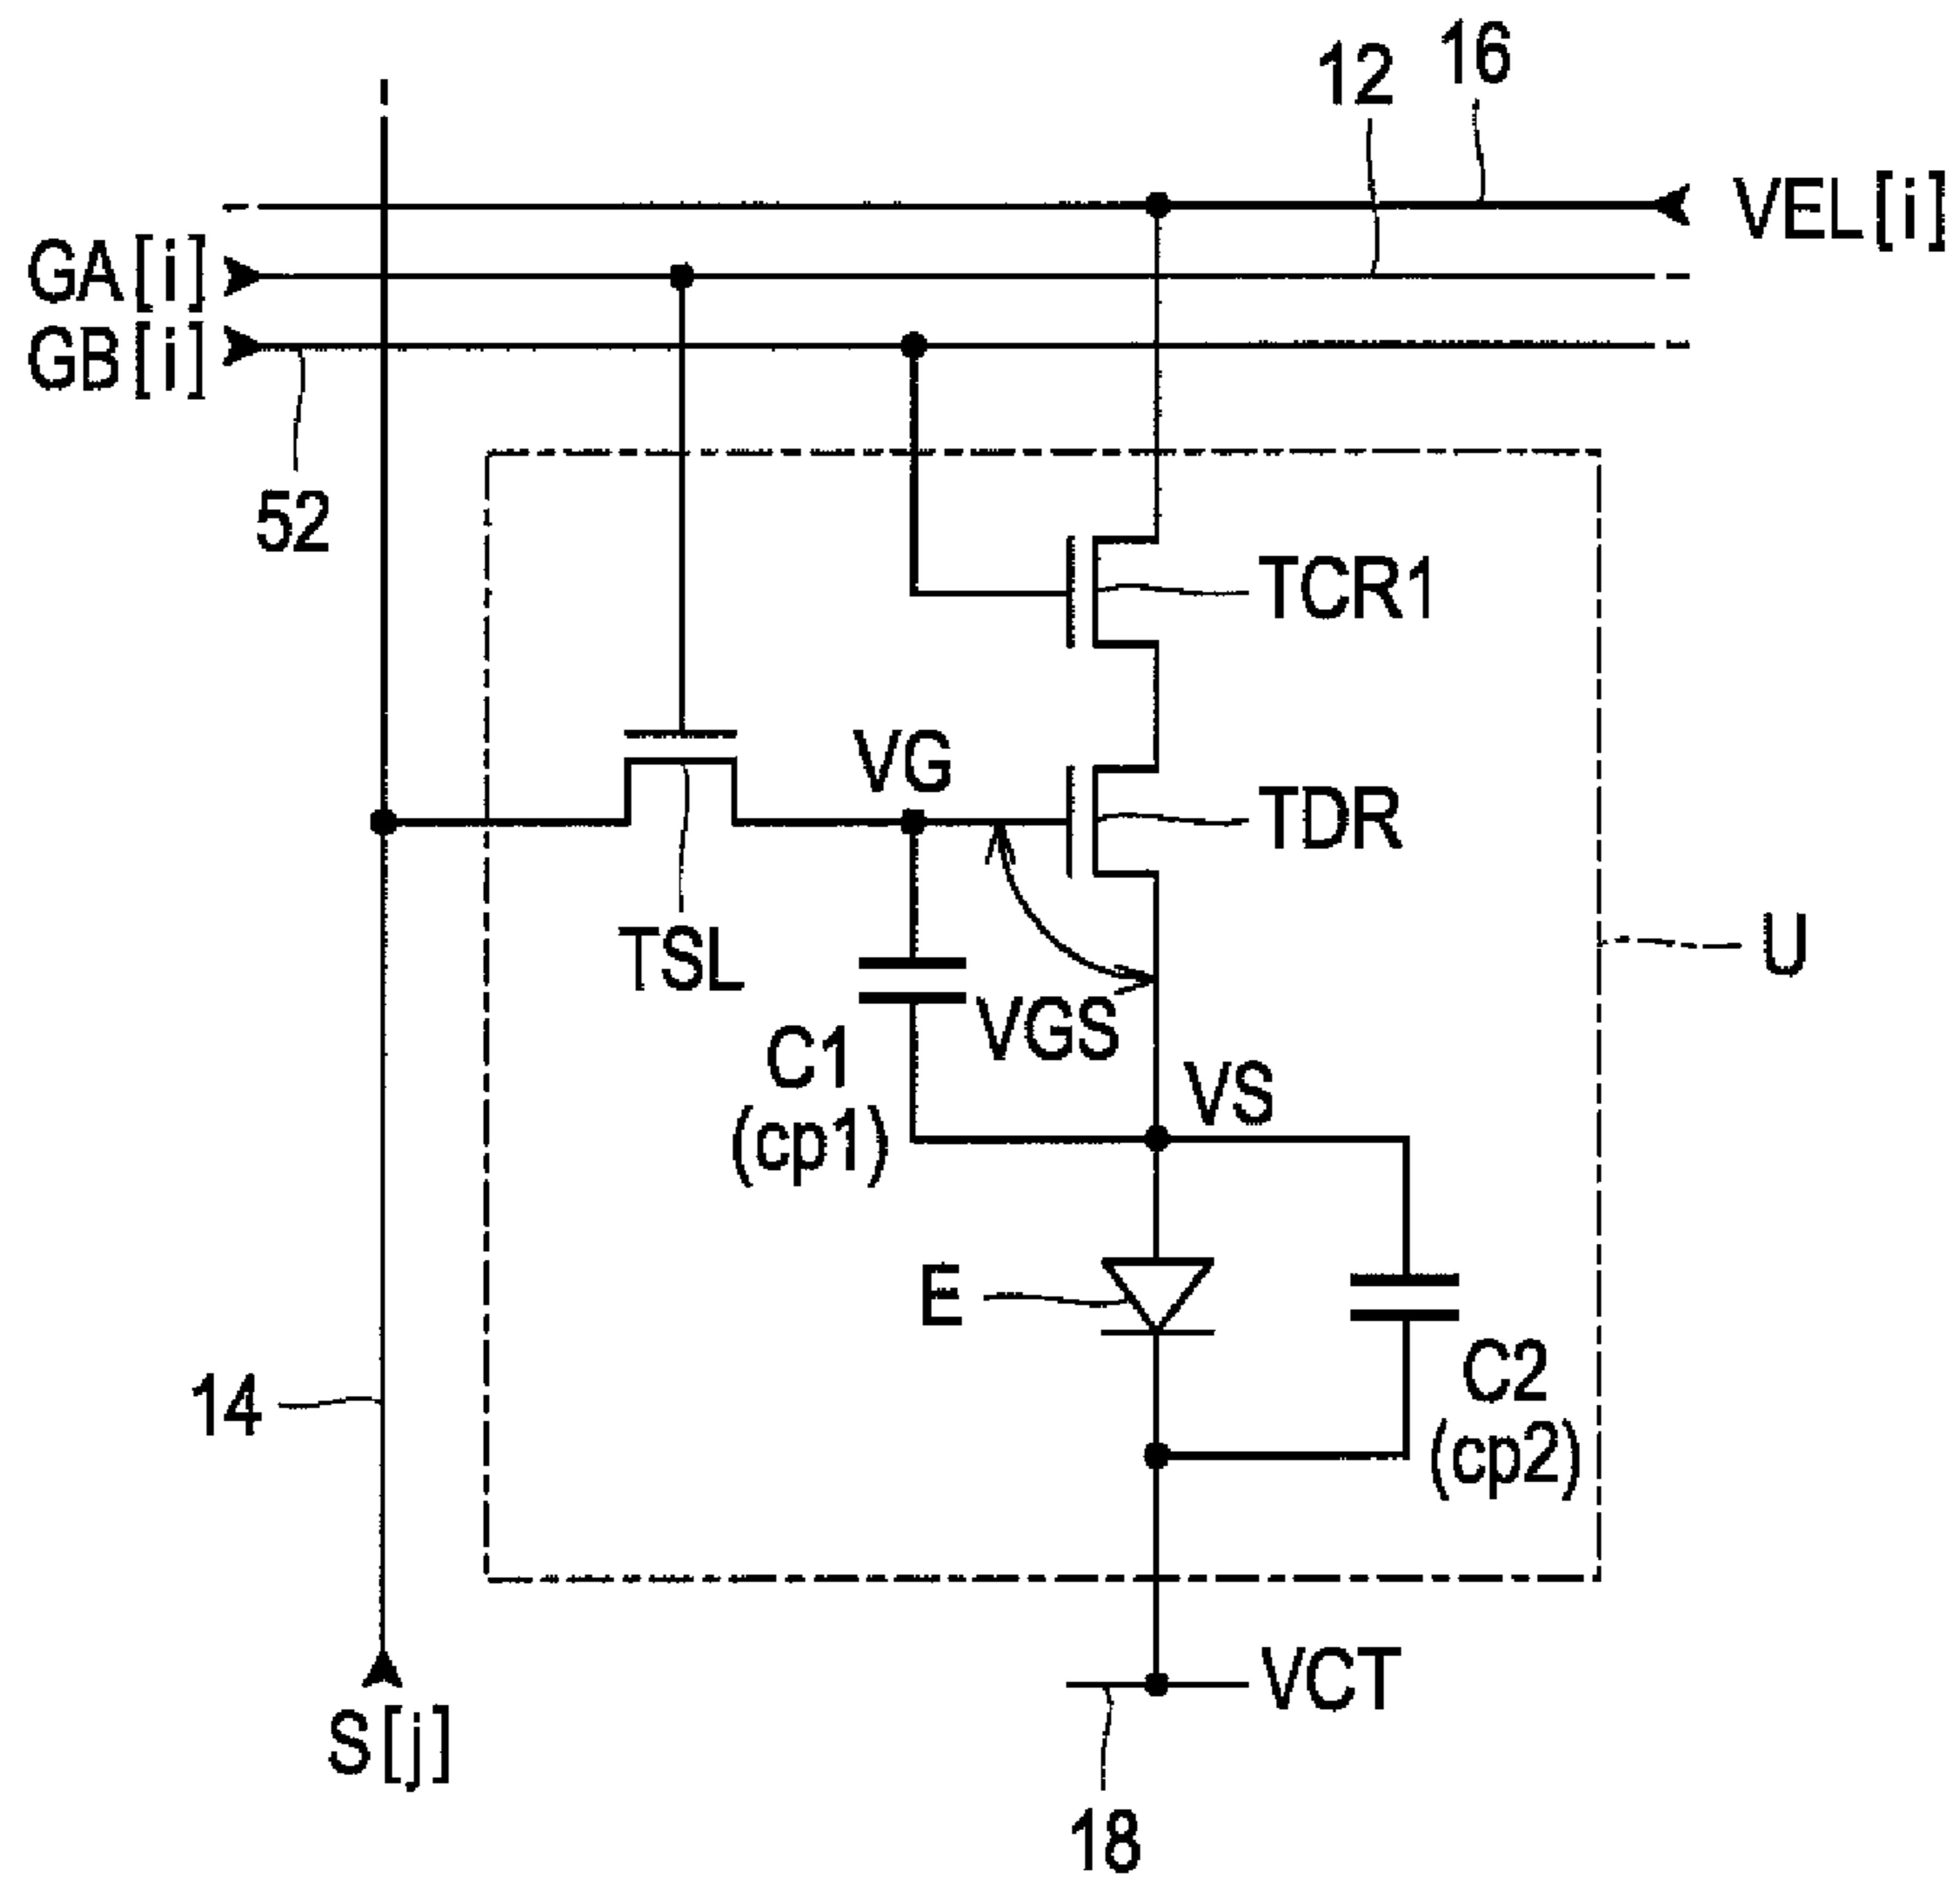 16
12
VEL[i]
GA[i]
GB[i]
52
TCR1
VG
TDR
U
TSL
VGS
C1
(cp1)
VS
E
C2
(cp2)
14
VCT
S[j]
18